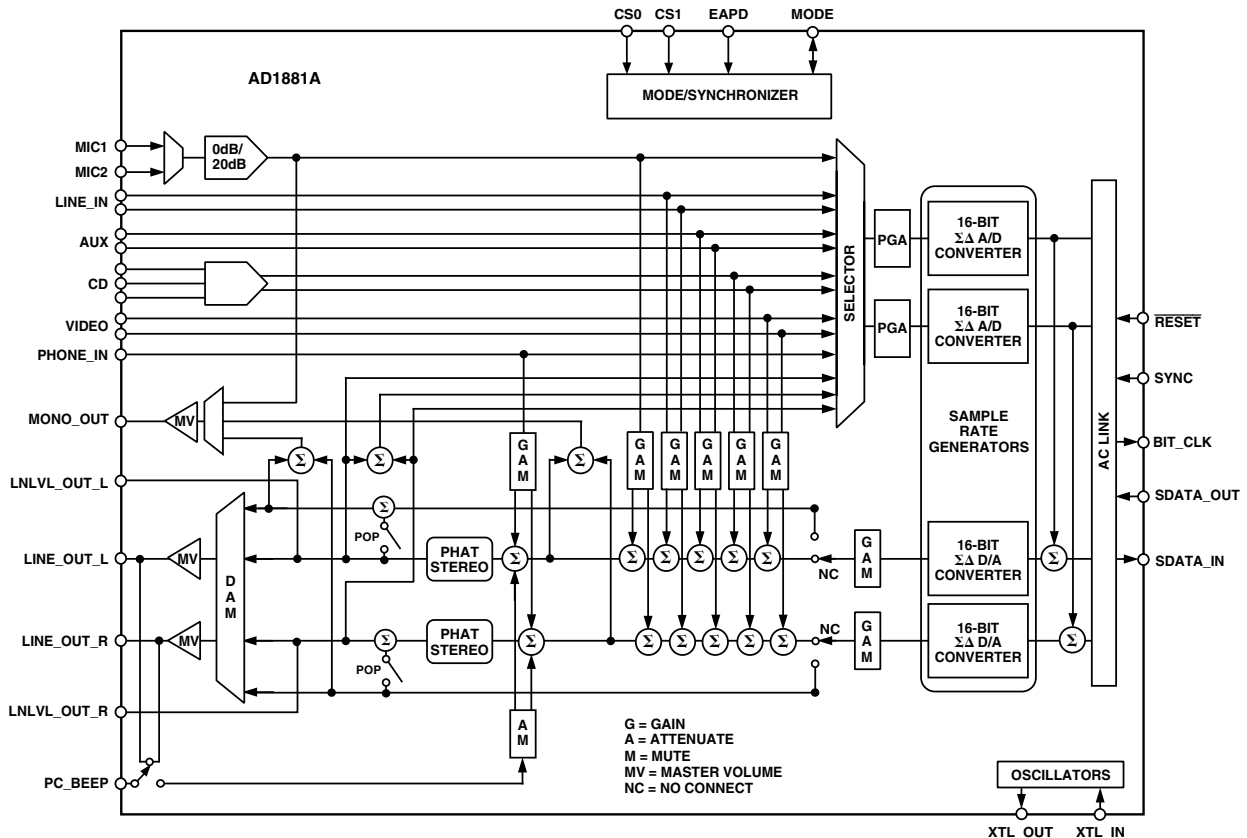 CS0 CS1 EAPD MODE
AD1881A
MODE/SYNCHRONIZER
MIC1
MIC2
0dB/
20dB
LINE_IN
AUX
CD
VIDEO
PHONE_IN
MONO_OUT
MV
LNLVL_OUT_L
LINE_OUT_L
MV
LINE_OUT_R
MV
LNLVL_OUT_R
PC_BEEP
D
A
M
Σ
Σ
Σ
Σ
POP
Σ
POP
PHAT
STEREO
PHAT
STEREO
G
A
M
Σ
Σ
A
M
G
A
M
G
A
M
G
A
M
G
A
M
G
A
M
Σ Σ Σ Σ Σ
Σ Σ Σ Σ Σ
NC
NC
G
A
M
G
A
M
SELECTOR
PGA
PGA
16-BIT
ΣΔ A/D
CONVERTER
16-BIT
ΣΔ A/D
CONVERTER
SAMPLE
RATE
GENERATORS
16-BIT
ΣΔ D/A
CONVERTER
16-BIT
ΣΔ D/A
CONVERTER
Σ
Σ
AC LINK
RESET
SYNC
BIT_CLK
SDATA_OUT
SDATA_IN
G = GAIN
A = ATTENUATE
M = MUTE
MV = MASTER VOLUME
NC = NO CONNECT
OSCILLATORS
XTL_OUT XTL_IN